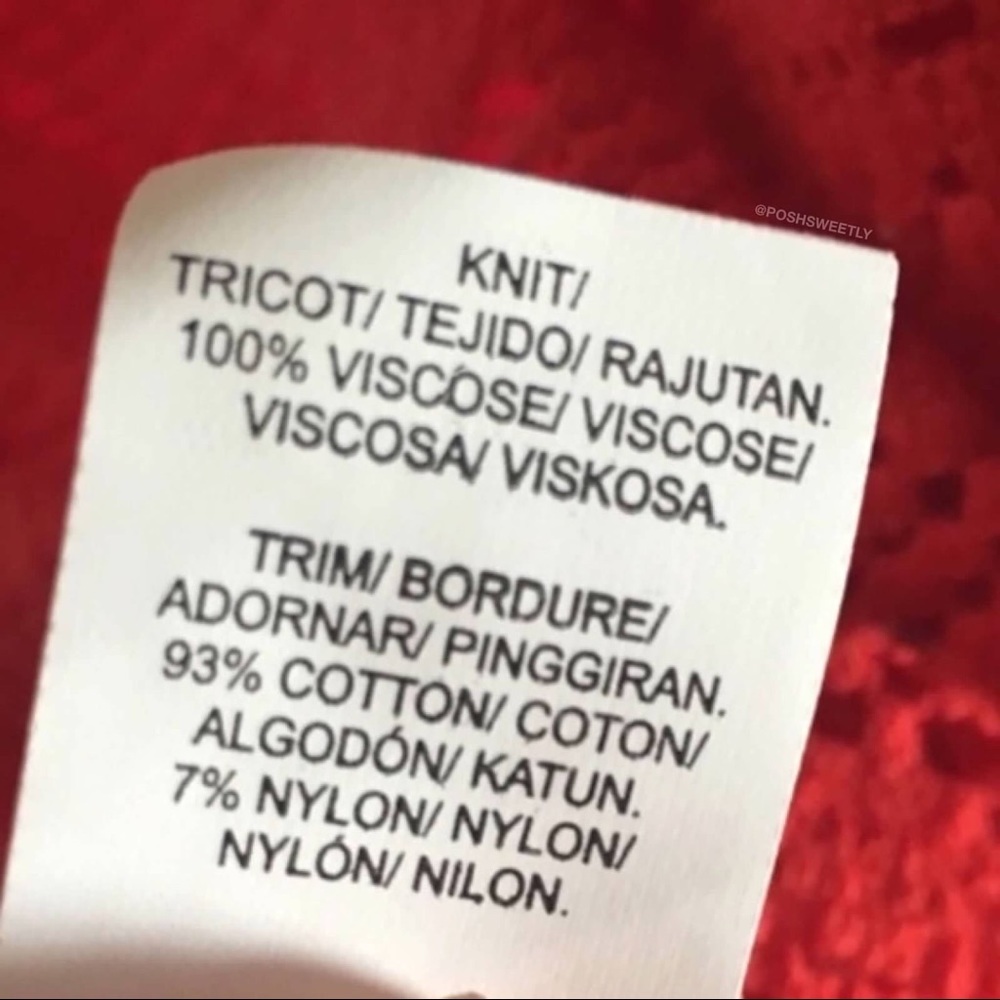 @POSHSWEETLY
KNIT/
TRICOT/ TEJIDO/ RAJUTAN.
100% VISCOSE/ VISCOSE/
VISCOSA/ VISKOSA.
TRIM/ BORDURE/
ADORNAR/ PINGGIRAN.
93% COTTON/ COTON/
ALGODÓN/ KATUN.
7% NYLON/ NYLON/
NYLÓN/ NILON.